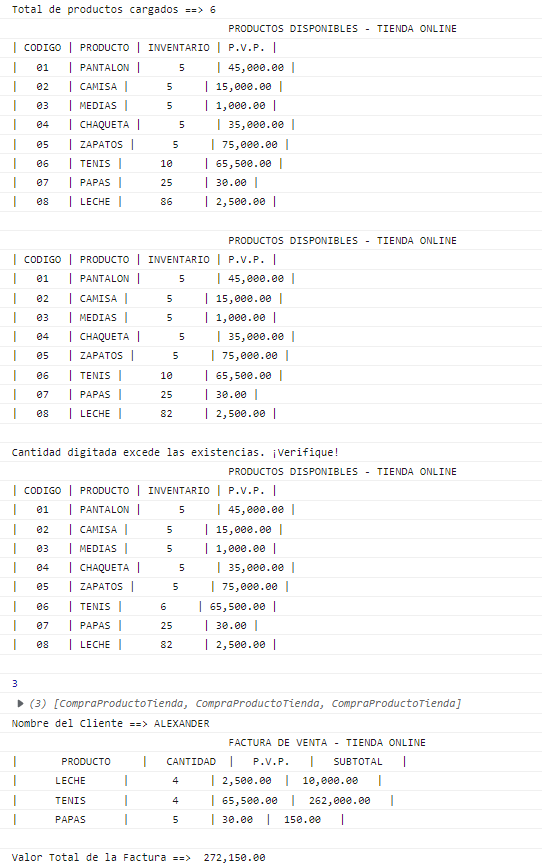 Total de productos cargados ==> 6
PRODUCTOS DISPONIBLES - TIENDA ONLINE
| CODIGO | PRODUCTO | INVENTARIO | P.V.P. |
| 01 | PANTALON | 5 | 45,000.00 |
| 02 | CAMISA | 5 | 15,000.00 |
| 03 | MEDIAS | 5 | 1,000.00 |
| 04 | CHAQUETA | 5 | 35,000.00 |
| 05 | ZAPATOS | 5 | 75,000.00 |
| 06 | TENIS | 10 | 65,500.00 |
| 07 | PAPAS | 25 | 30.00 |
| 08 | LECHE | 86 | 2,500.00 |
PRODUCTOS DISPONIBLES - TIENDA ONLINE
| CODIGO | PRODUCTO | INVENTARIO | P.V.P. |
| 01 | PANTALON | 5 | 45,000.00 |
| 02 | CAMISA | 5 | 15,000.00 |
| 03 | MEDIAS | 5 | 1,000.00 |
| 04 | CHAQUETA | 5 | 35,000.00 |
| 05 | ZAPATOS | 5 | 75,000.00 |
| 06 | TENIS | 10 | 65,500.00 |
| 07 | PAPAS | 25 | 30.00 |
| 08 | LECHE | 82 | 2,500.00 |
Cantidad digitada excede las existencias. ¡Verifique!
PRODUCTOS DISPONIBLES - TIENDA ONLINE
| CODIGO | PRODUCTO | INVENTARIO | P.V.P. |
| 01 | PANTALON | 5 | 45,000.00 |
| 02 | CAMISA | 5 | 15,000.00 |
| 03 | MEDIAS | 5 | 1,000.00 |
| 04 | CHAQUETA | 5 | 35,000.00 |
| 05 | ZAPATOS | 5 | 75,000.00 |
| 06 | TENIS | 6 | 65,500.00 |
| 07 | PAPAS | 25 | 30.00 |
| 08 | LECHE | 82 | 2,500.00 |
3
(3) [CompraProductoTienda, CompraProductoTienda, CompraProductoTienda]
Nombre del Cliente ==> ALEXANDER
FACTURA DE VENTA - TIENDA ONLINE
| PRODUCTO | CANTIDAD | P.V.P. | SUBTOTAL |
| LECHE | 4 | 2,500.00 | 10,000.00 |
| TENIS | 4 | 65,500.00 | 262,000.00 |
| PAPAS | 5 | 30.00 | 150.00 |
Valor Total de la Factura ==> 272,150.00